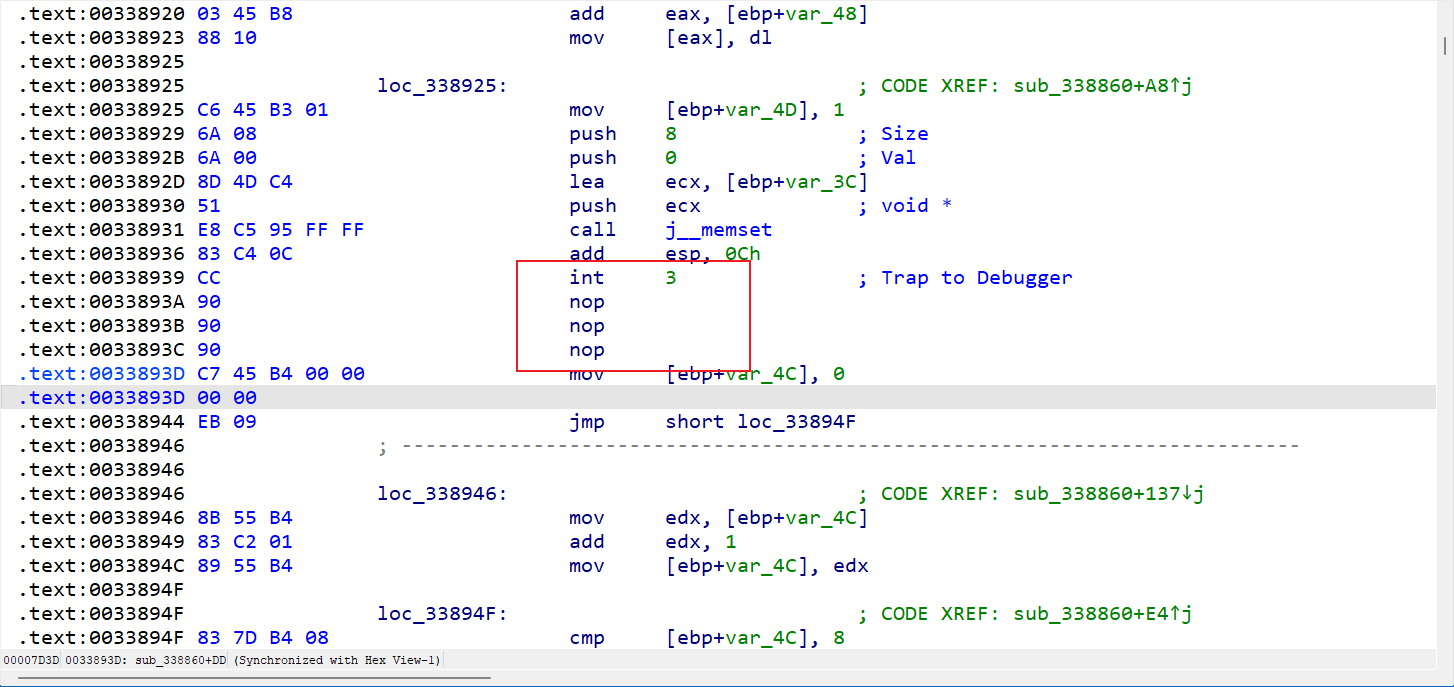 .text:00338920 03 45 B8 add eax, [ebp+var_48]
.text:00338923 88 10 mov [eax], dl
.text:00338925
.text:00338925 loc_338925: ; CODE XREF: sub_338860+A8↑j
.text:00338925 C6 45 B3 01 mov [ebp+var_4D], 1
.text:00338929 6A 08 push 8 ; Size
.text:0033892B 6A 00 push 0 ; Val
.text:0033892D 8D 4D C4 lea ecx, [ebp+var_3C]
.text:00338930 51 push ecx ; void *
.text:00338931 E8 C5 95 FF FF call j__memset
.text:00338936 83 C4 0C add esp, 0Ch
.text:00338939 CC int 3 ; Trap to Debugger
.text:0033893A 90 nop
.text:0033893B 90 nop
.text:0033893C 90 nop
.text:0033893D C7 45 B4 00 00 mov [ebp+var_4C], 0
.text:0033893D 00 00
.text:00338944 EB 09 jmp short loc_33894F
.text:00338946 ; ---------------------------------------------------------------------------
.text:00338946
.text:00338946 loc_338946: ; CODE XREF: sub_338860+137↓j
.text:00338946 8B 55 B4 mov edx, [ebp+var_4C]
.text:00338949 83 C2 01 add edx, 1
.text:0033894C 89 55 B4 mov [ebp+var_4C], edx
.text:0033894F
.text:0033894F loc_33894F: ; CODE XREF: sub_338860+E4↑j
.text:0033894F 83 7D B4 08 cmp [ebp+var_4C], 8
00007D3D 0033893D: sub_338860+DD (Synchronized with Hex View-1)